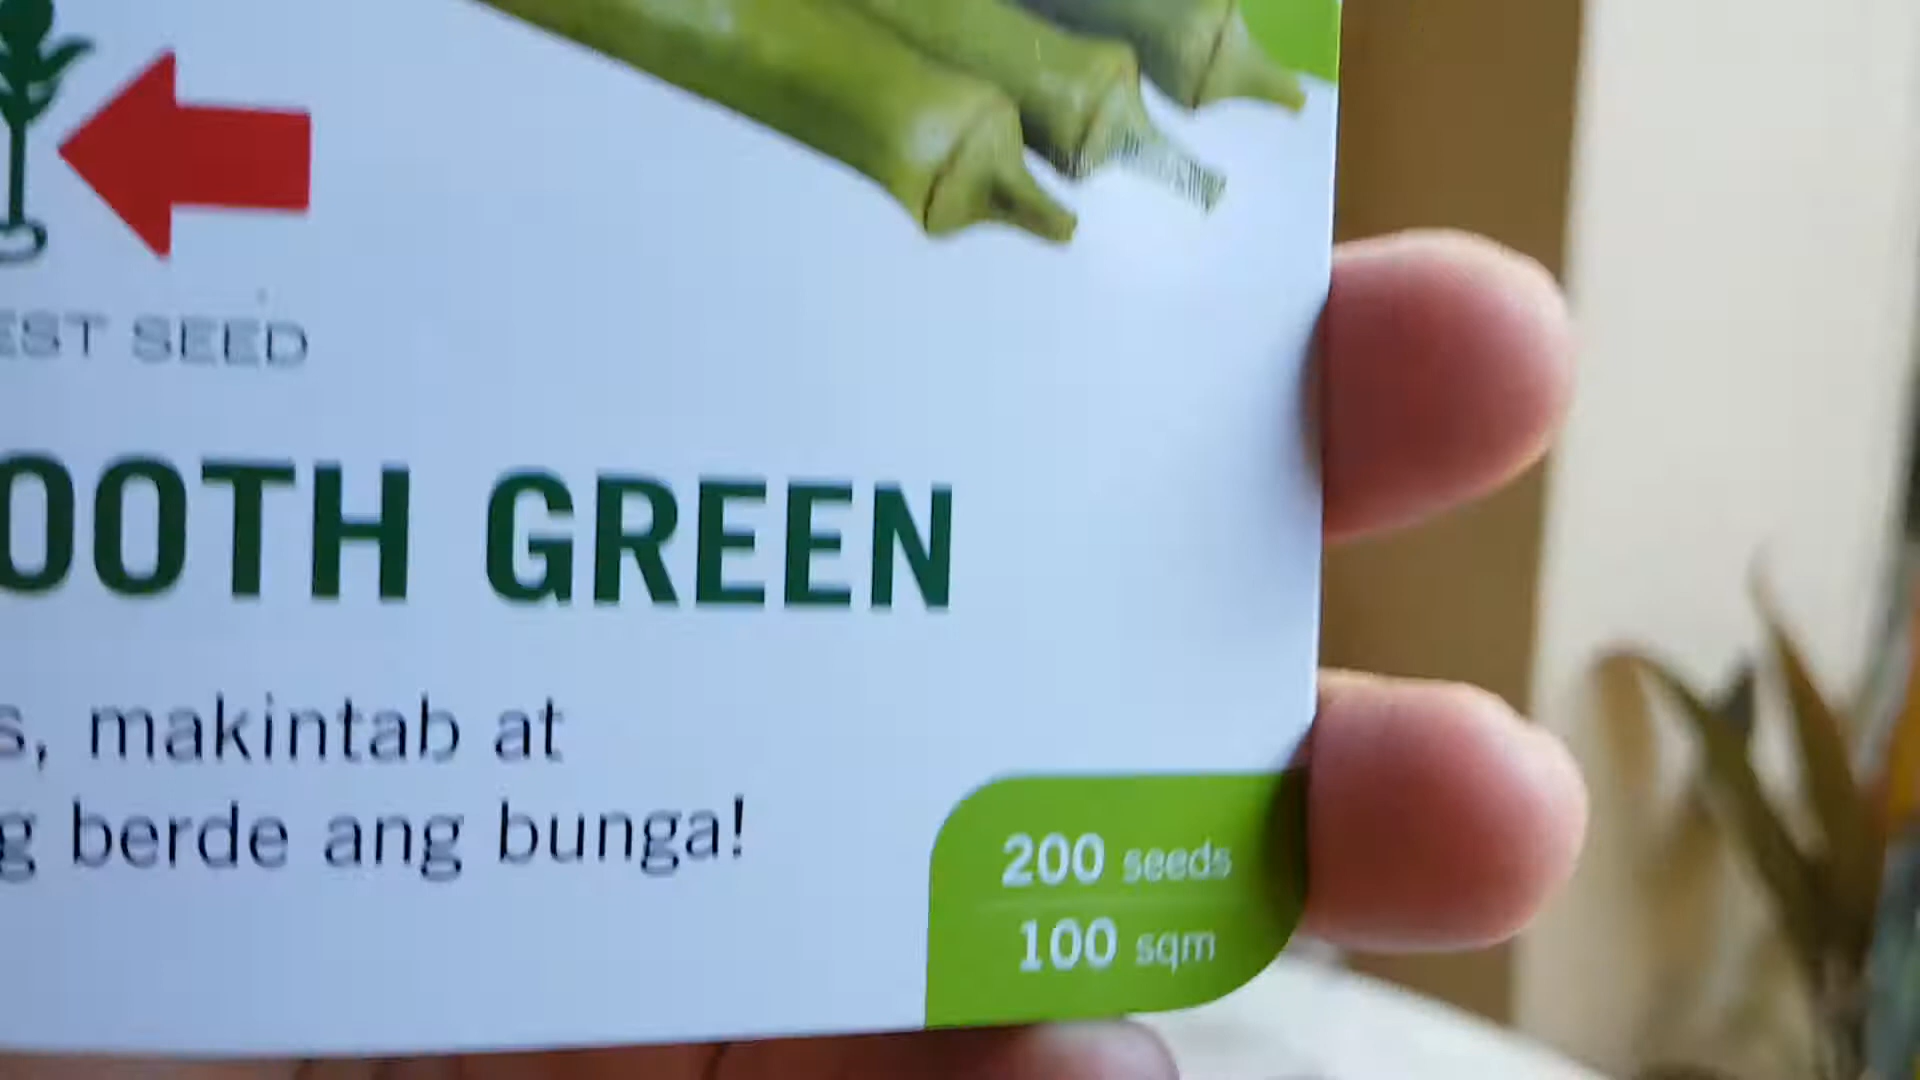 EST SEED
OOTH GREEN
s, makintab at
g berde ang bunga!
200 seeds
100 sqm